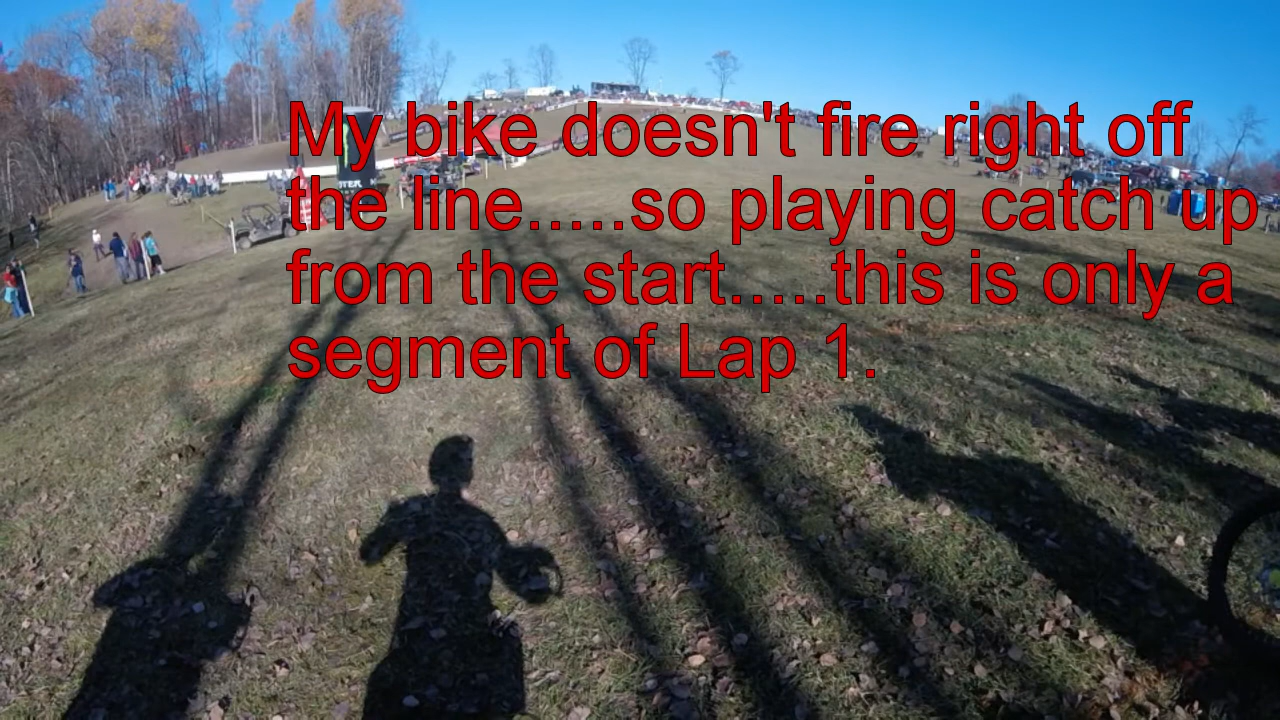 My bike doesn't fire right off
the line.....so playing catch up
from the start.....this is only a
segment of Lap 1.